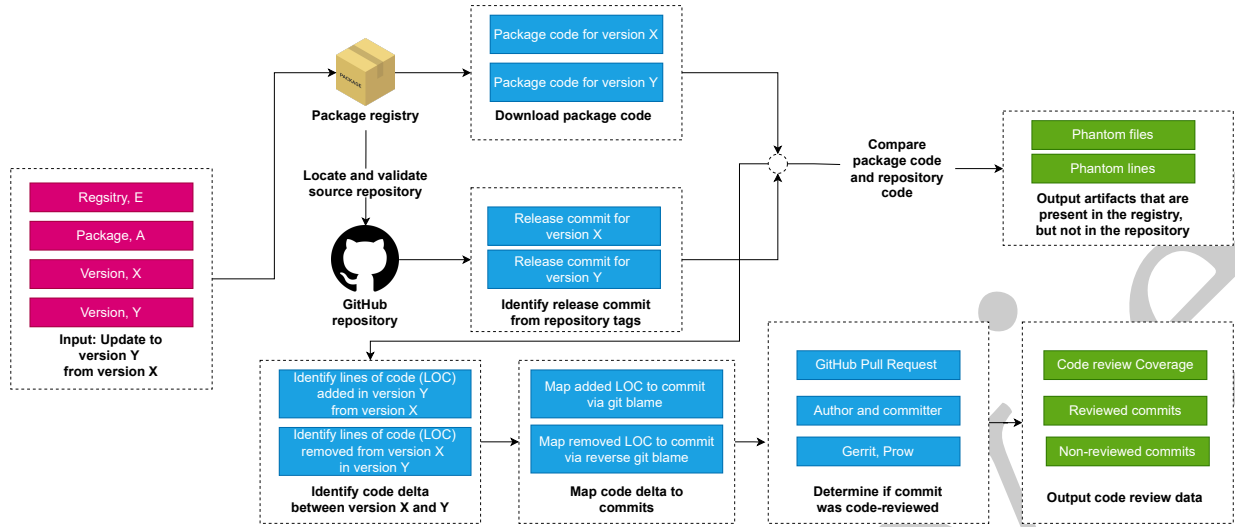 Package code for version X
Package code for version Y
Download package code
PACKAGE
Package registry
Locate and validate
source repository
GitHub
repository
Regsitry, E
Package, A
Version, X
Version, Y
Input: Update to
version Y
from version X
Release commit for
version X
Release commit for
version Y
Identify release commit
from repository tags
Compare
package code
and repository
code
Phantom files
Phantom lines
Output artifacts that are
present in the registry,
but not in the repository
Identify lines of code (LOC)
added in version Y
from version X
Identify lines of code (LOC)
removed from version X
in version Y
Identify code delta
between version X and Y
Map added LOC to commit
via git blame
Map removed LOC to commit
via reverse git blame
Map code delta to
commits
GitHub Pull Request
Author and committer
Gerrit, Prow
Determine if commit
was code-reviewed
Code review Coverage
Reviewed commits
Non-reviewed commits
Output code review data